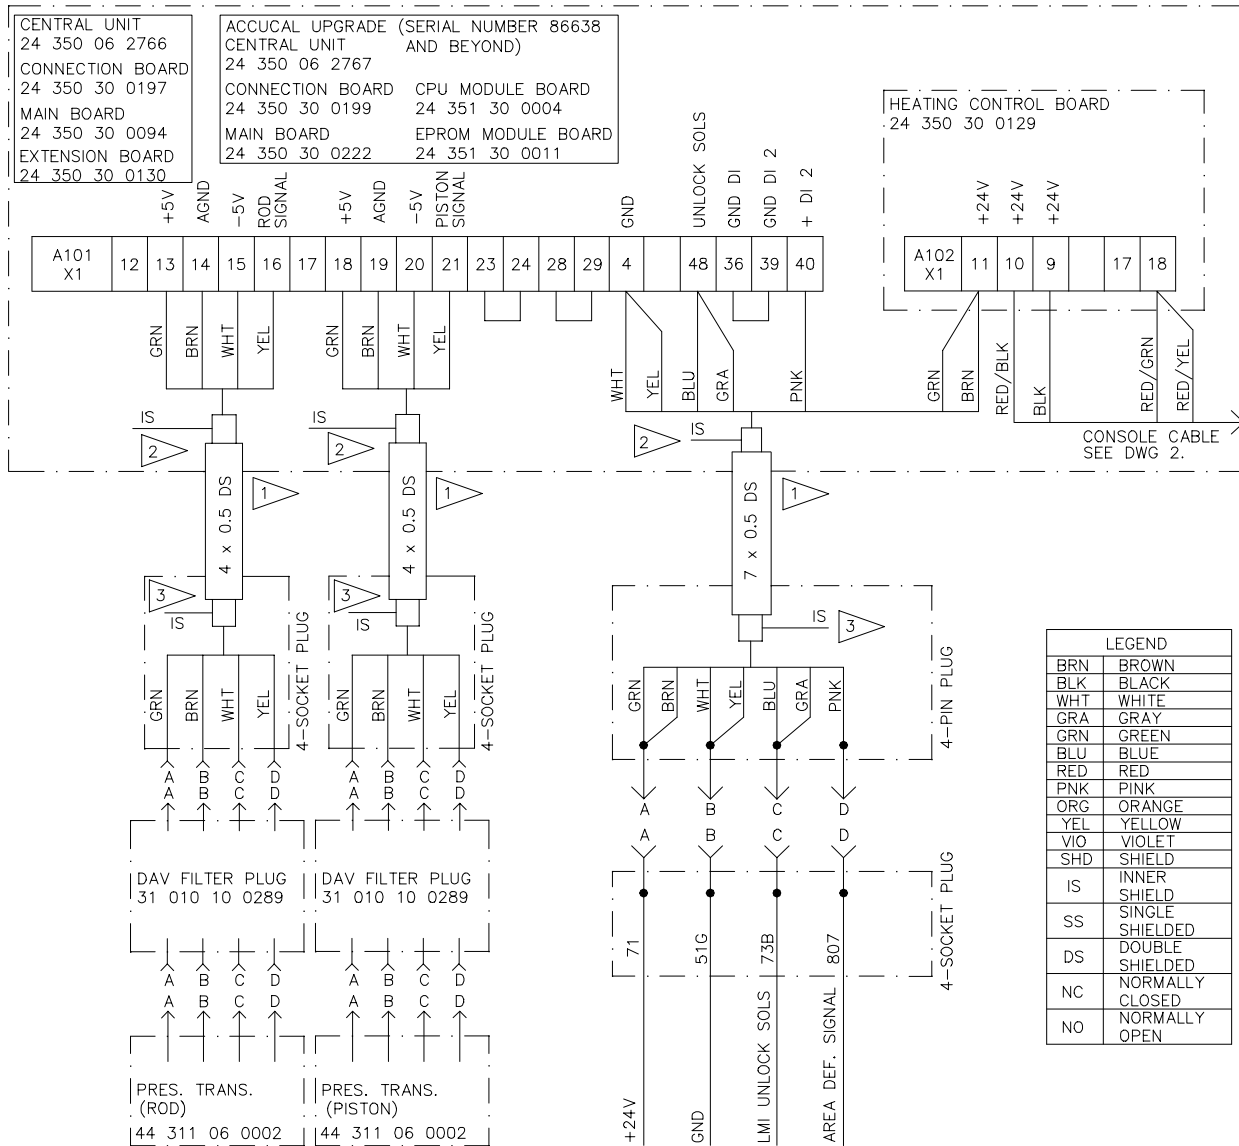 CENTRAL UNIT
24 350 06 2766
CONNECTION BOARD
24 350 30 0197
MAIN BOARD
24 350 30 0094
EXTENSION BOARD
24 350 30 0130
ACCUCAL UPGRADE (SERIAL NUMBER 86638
CENTRAL UNIT AND BEYOND)
24 350 06 2767
CONNECTION BOARD CPU MODULE BOARD
24 350 30 0199 24 351 30 0004
MAIN BOARD EPROM MODULE BOARD
24 350 30 0222 24 351 30 0011
HEATING CONTROL BOARD
24 350 30 0129
+5V
AGND
-5V
ROD
SIGNAL
+5V
AGND
-5V
PISTON
SIGNAL
GND
UNLOCK SOLS
GND DI
GND DI 2
+ DI 2
+24V
+24V
+24V
A101
X1
12 13 14 15 16 17 18 19 20 21 23 24 28 29 4 48 36 39 40
A102
X1
11 10 9 17 18
GRN
BRN
WHT
YEL
GRN
BRN
WHT
YEL
WHT
YEL
BLU
GRA
PNK
GRN
BRN
RED/BLK
BLK
RED/GRN
RED/YEL
CONSOLE CABLE
SEE DWG 2.
IS
2
IS
2
IS
2
4 x 0.5 DS
1
4 x 0.5 DS
1
7 x 0.5 DS
1
3
IS
3
IS
IS
3
GRN
BRN
WHT
YEL
4-SOCKET PLUG
GRN
BRN
WHT
YEL
4-SOCKET PLUG
GRN
BRN
WHT
YEL
BLU
GRA
PNK
4-PIN PLUG
A B C D
A B C D
A B C D
A B C D
A B C D
A B C D
DAV FILTER PLUG
31 010 10 0289
DAV FILTER PLUG
31 010 10 0289
71
51G
73B
807
4-SOCKET PLUG
A B C D
A B C D
A B C D
A B C D
PRES. TRANS.
(ROD)
44 311 06 0002
PRES. TRANS.
(PISTON)
44 311 06 0002
+24V
GND
LMI UNLOCK SOLS
AREA DEF. SIGNAL
LEGEND
BRN BROWN
BLK BLACK
WHT WHITE
GRA GRAY
GRN GREEN
BLU BLUE
RED RED
PNK PINK
ORG ORANGE
YEL YELLOW
VIO VIOLET
SHD SHIELD
IS INNER
SHIELD
SS SINGLE
SHIELDED
DS DOUBLE
SHIELDED
NC NORMALLY
CLOSED
NO NORMALLY
OPEN